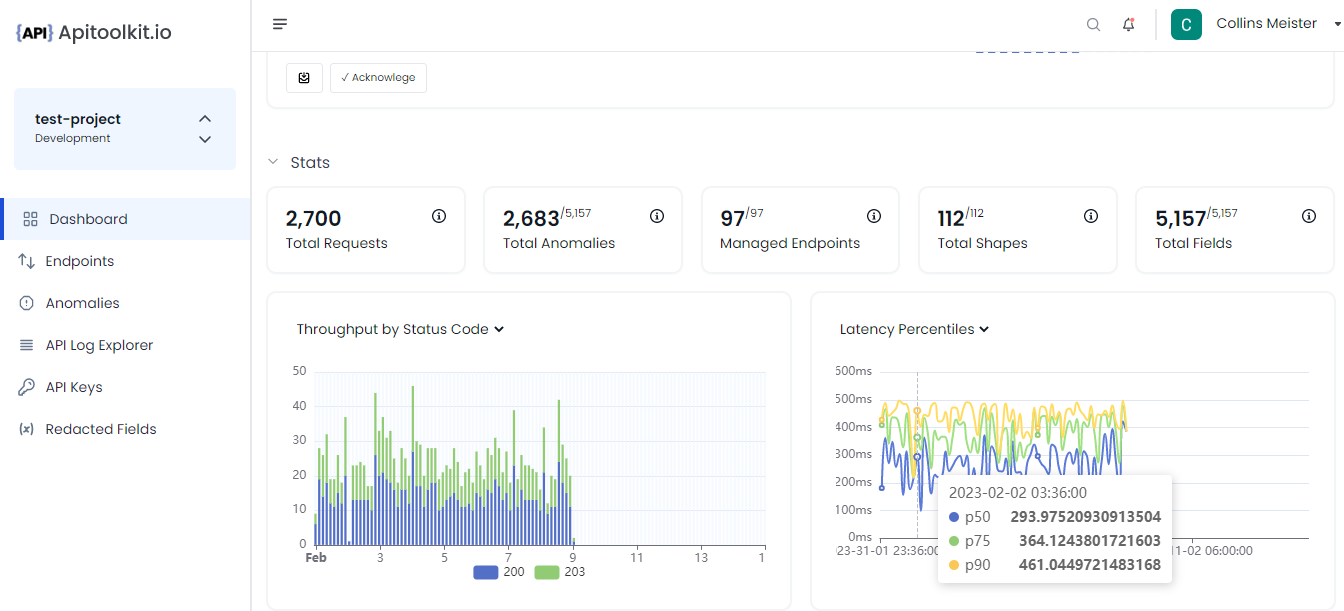 {API} Apitoolkit.io
Collins Meister
C
test-project
Development
✓ Acknowlege
Dashboard
Endpoints
Anomalies
API Log Explorer
API Keys
(x) Redacted Fields
Stats
2,700
Total Requests
2,683/5,157
Total Anomalies
97/97
Managed Endpoints
112/112
Total Shapes
5,157/5,157
Total Fields
Throughput by Status Code
50
40
30
20
10
0
Feb 3 5 7 9 11 13 1
200 203
Latency Percentiles
500ms
400ms
300ms
200ms
100ms
0ms
23-31-01 23:36:00
1-02 06:00:00
2023-02-02 03:36:00
p50 293.97520930913504
p75 364.1243801721603
p90 461.0449721483168